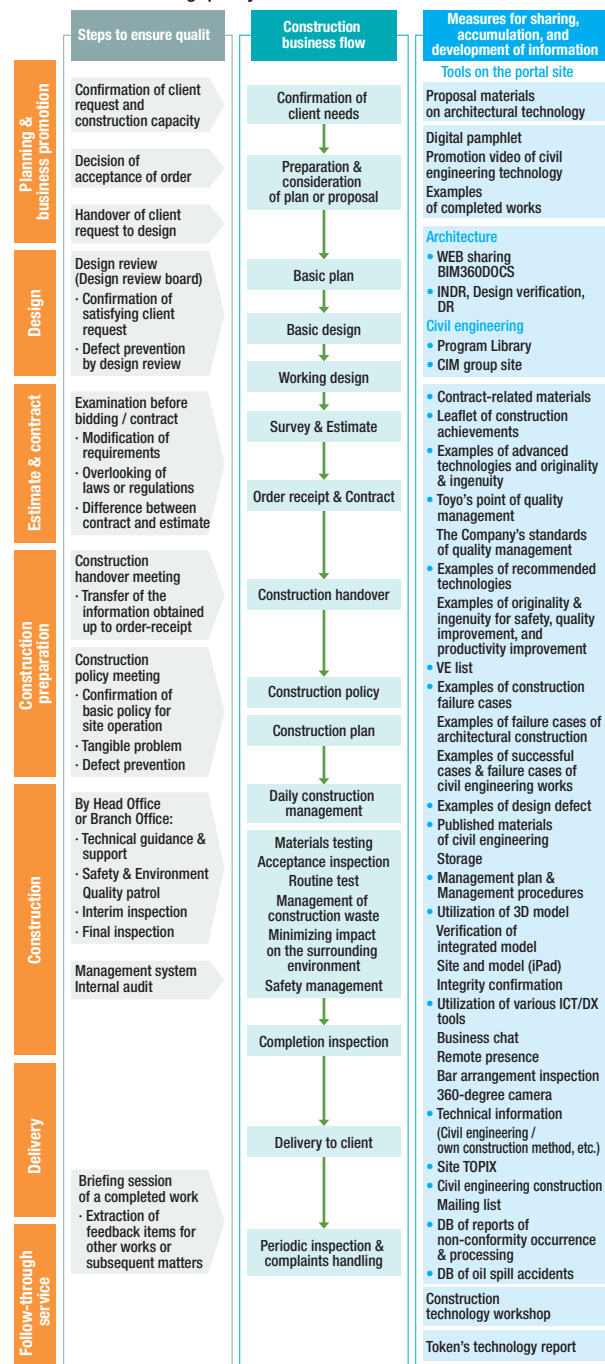 Steps to ensure qualit
Construction
business flow
Measures for sharing,
accumulation, and
development of information
Tools on the portal site
Planning &
business promotion
Confirmation of client
request and
construction capacity
Decision of
acceptance of order
Handover of client
request to design
Confirmation of
client needs
Preparation &
consideration
of plan or proposal
Proposal materials
on architectural technology
Digital pamphlet
Promotion video of civil
engineering technology
Examples
of completed works
Design
Design review
(Design review board)
· Confirmation of
satisfying client
request
· Defect prevention
by design review
Basic plan
Basic design
Working design
Architecture
• WEB sharing
BIM360DOCS
• INDR, Design verification,
DR
Civil engineering
• Program Library
• CIM group site
Estimate & contract
Examination before
bidding / contract
· Modification of
requirements
· Overlooking of
laws or regulations
· Difference between
contract and estimate
Survey & Estimate
Order receipt & Contract
Construction
preparation
Construction
handover meeting
· Transfer of the
information obtained
up to order-receipt
Construction
policy meeting
· Confirmation of
basic policy for
site operation
· Tangible problem
· Defect prevention
Construction handover
Construction policy
Construction plan
Construction
By Head Office
or Branch Office:
· Technical guidance &
support
· Safety & Environment
Quality patrol
· Interim inspection
· Final inspection
Management system
Internal audit
Daily construction
management
Materials testing
Acceptance inspection
Routine test
Management of
construction waste
Minimizing impact
on the surrounding
environment
Safety management
Completion inspection
Delivery
Delivery to client
Briefing session
of a completed work
· Extraction of
feedback items for
other works or
subsequent matters
Follow-through
service
Periodic inspection &
complaints handling
• Contract-related materials
• Leaflet of construction
achievements
• Examples of advanced
technologies and originality
& ingenuity
• Toyo's point of quality
management
The Company's standards
of quality management
• Examples of recommended
technologies
Examples of originality &
ingenuity for safety, quality
improvement, and
productivity improvement
• VE list
• Examples of construction
failure cases
Examples of failure cases of
architectural construction
Examples of successful
cases & failure cases of
civil engineering works
• Examples of design defect
• Published materials
of civil engineering
Storage
• Management plan &
Management procedures
• Utilization of 3D model
Verification of
integrated model
Site and model (iPad)
Integrity confirmation
• Utilization of various ICT/DX
tools
Business chat
Remote presence
Bar arrangement inspection
360-degree camera
• Technical information
(Civil engineering /
own construction method, etc.)
• Site TOPIX
• Civil engineering construction
Mailing list
• DB of reports of
non-conformity occurrence
& processing
• DB of oil spill accidents
Construction
technology workshop
Token's technology report